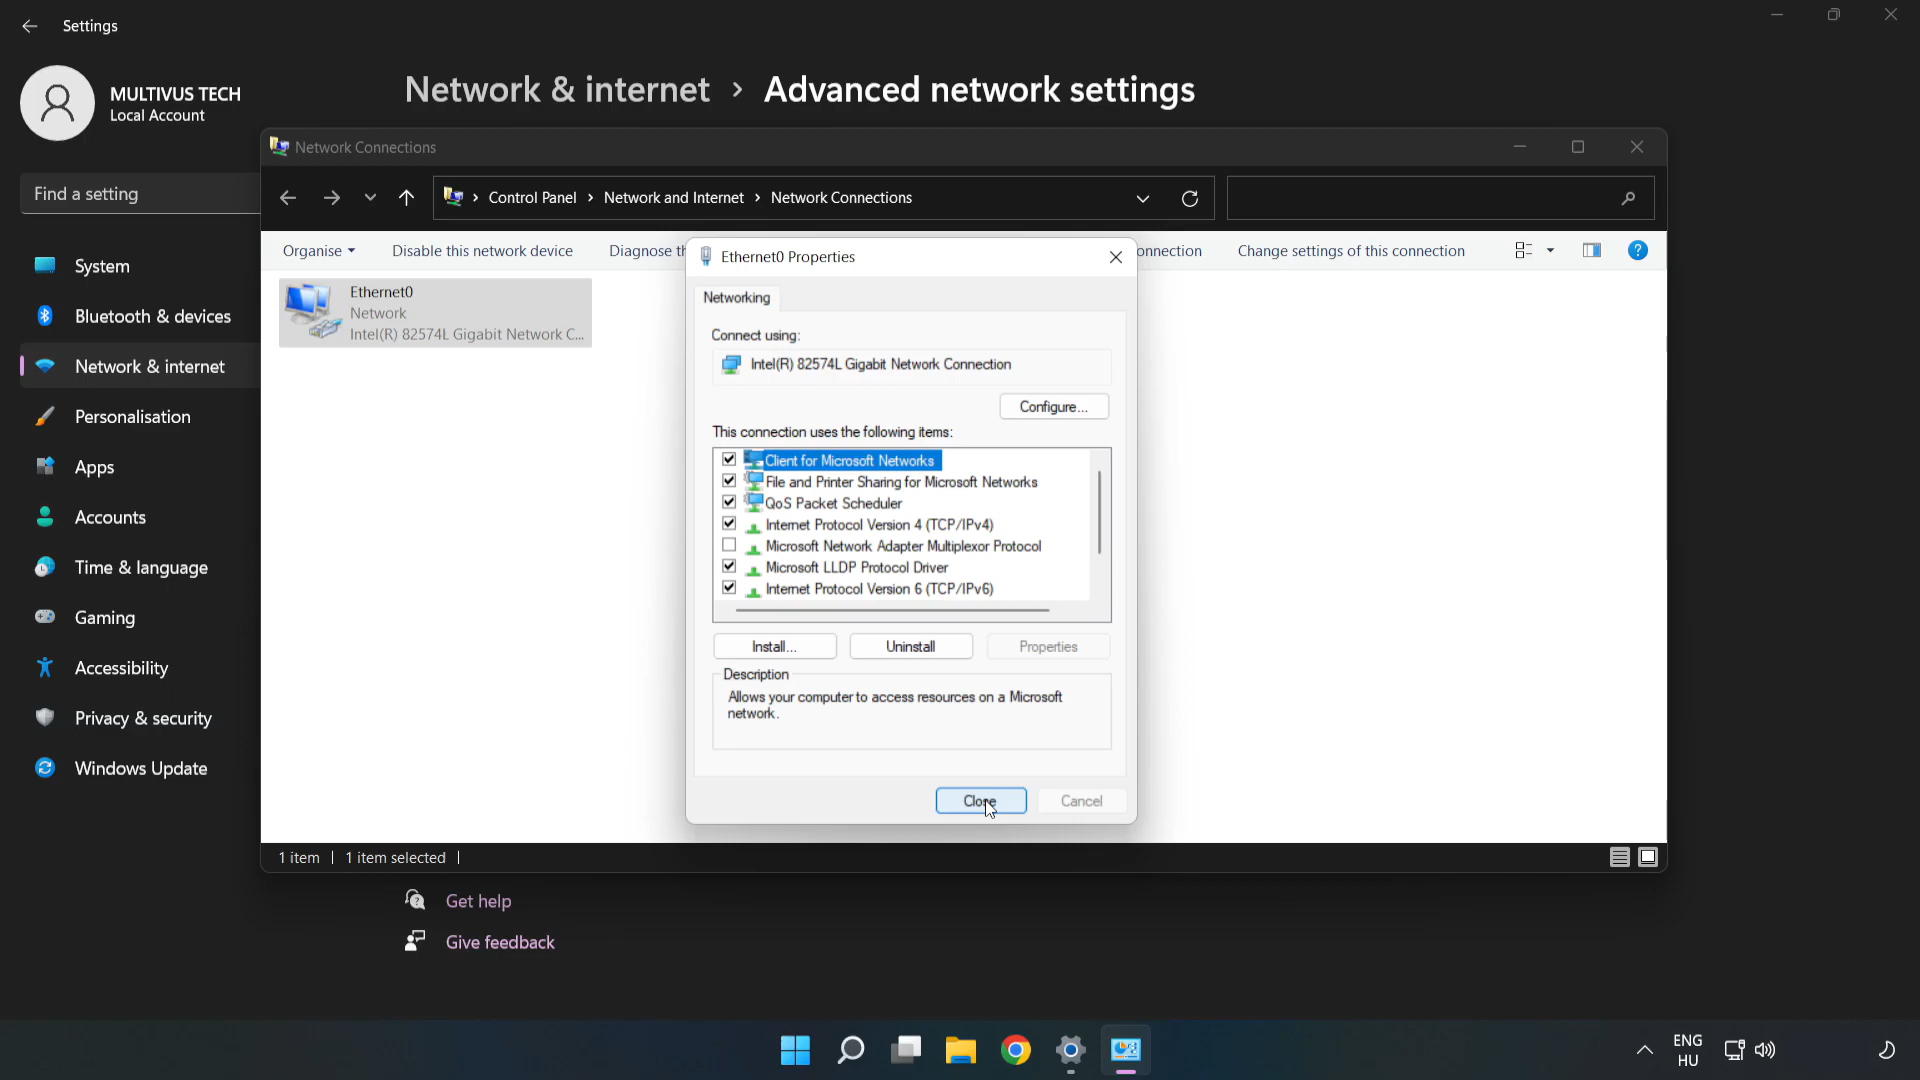 Settings
MULTIVUS TECH
Local Account
Network & internet › Advanced network settings
Find a setting
System
Bluetooth & devices
Network & internet
Personalisation
Apps
Accounts
Time & language
Gaming
Accessibility
Privacy & security
Windows Update
Network Connections
Control Panel › Network and Internet › Network Connections
Organise
Disable this network device
Diagnose th
onnection
Change settings of this connection
Ethernet0
Network
Intel(R) 82574L Gigabit Network C...
Ethernet0 Properties
Networking
Connect using:
Intel(R) 82574L Gigabit Network Connection
Configure...
This connection uses the following items:
Client for Microsoft Networks
File and Printer Sharing for Microsoft Networks
QoS Packet Scheduler
Internet Protocol Version 4 (TCP/IPv4)
Microsoft Network Adapter Multiplexor Protocol
Microsoft LLDP Protocol Driver
Internet Protocol Version 6 (TCP/IPv6)
Install...
Uninstall
Properties
Description
Allows your computer to access resources on a Microsoft
network.
Close
Cancel
1 item
1 item selected
Get help
Give feedback
ENG
HU